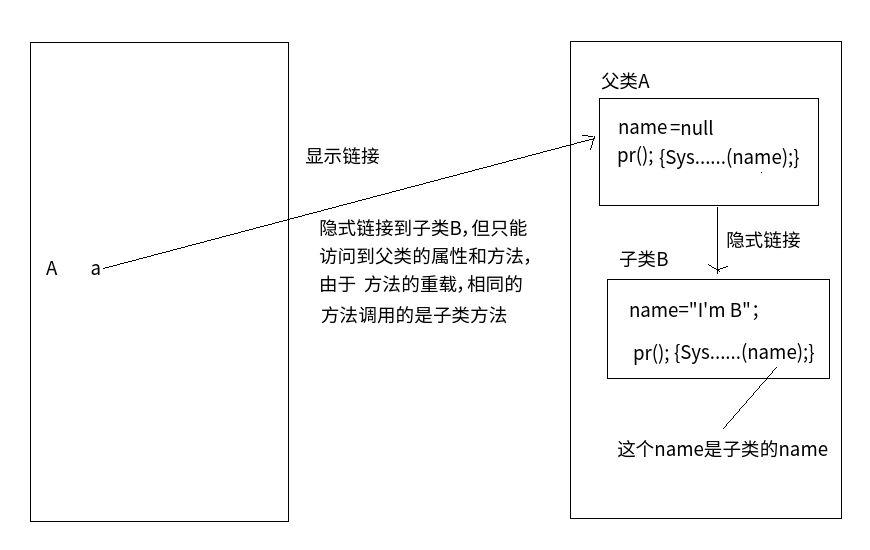 父类A
name=null
pr(); {Sys......(name);}
显示链接
隐式链接到子类B,但只能
访问到父类的属性和方法,
由于 方法的重载,相同的
方法调用的是子类方法
A a
隐式链接
子类B
name="I'm B";
pr(); {Sys......(name);}
这个name是子类的name